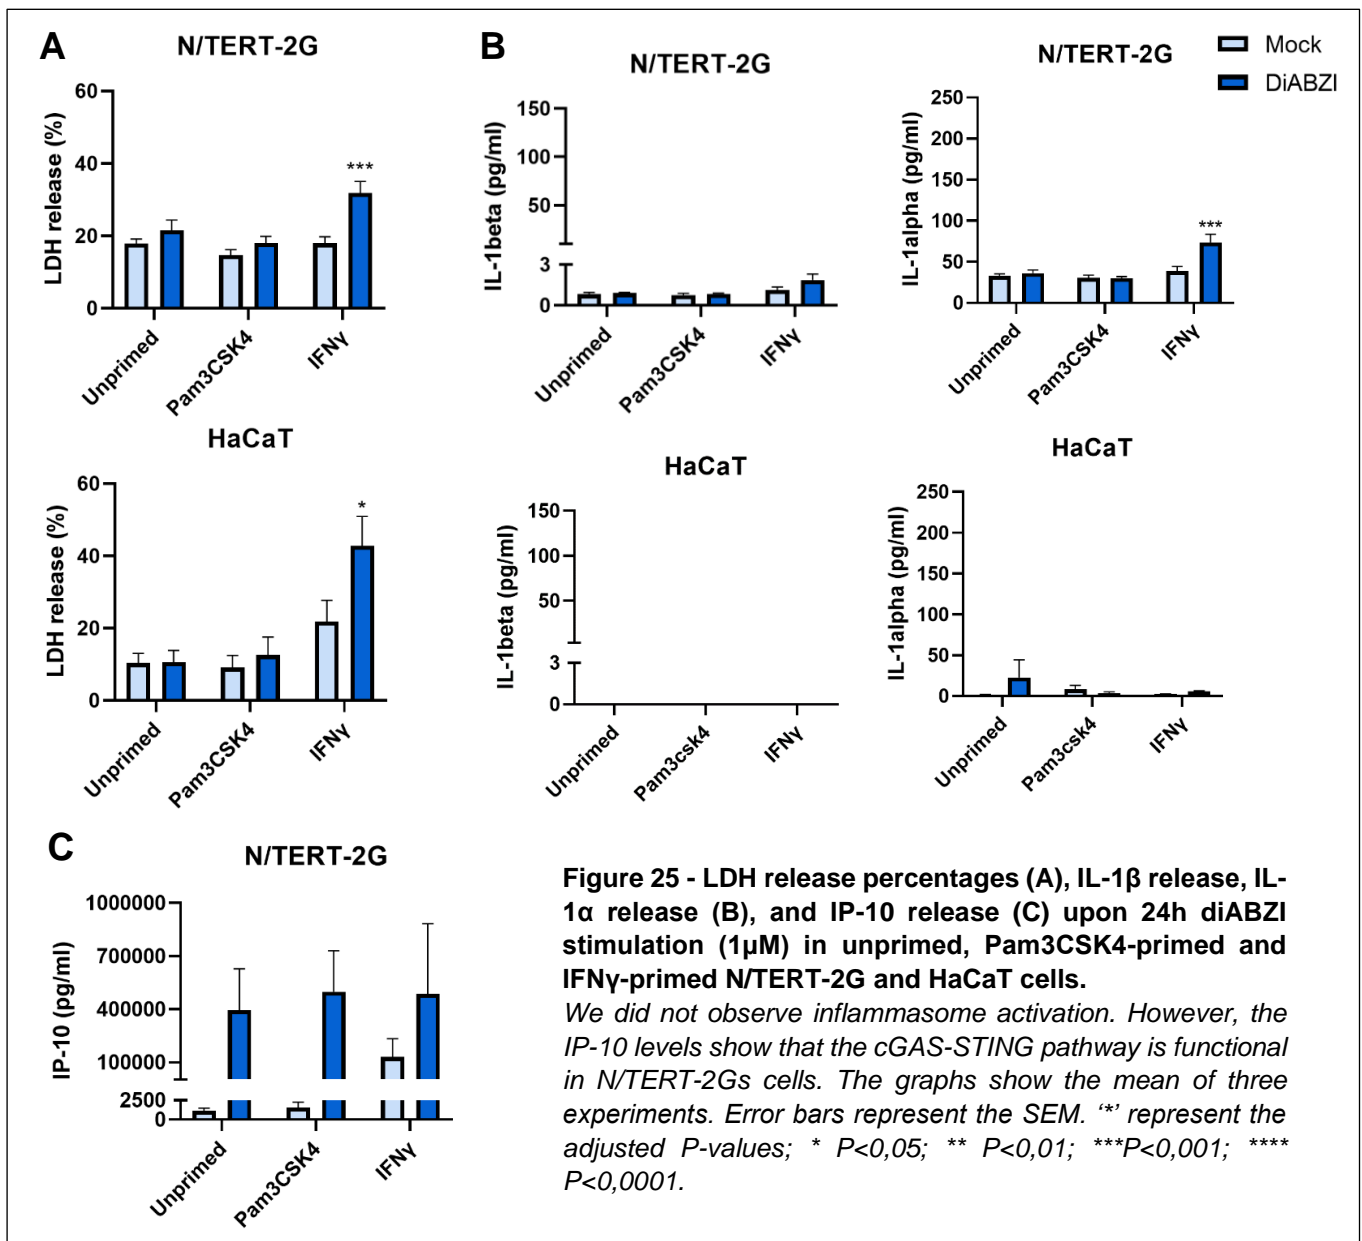 A
N/TERT-2G
LDH release (%)
60
40
20
0
***
Unprimed
Pam3CSK4
IFNγ
HaCaT
LDH release (%)
60
40
20
0
*
Unprimed
Pam3CSK4
IFNγ
B
N/TERT-2G
IL-1beta (pg/ml)
150
100
50
3
0
Unprimed
Pam3CSK4
IFNγ
N/TERT-2G
Mock
DiABZI
IL-1alpha (pg/ml)
250
200
150
100
50
0
***
Unprimed
Pam3CSK4
IFNγ
HaCaT
IL-1beta (pg/ml)
150
100
50
3
0
Unprimed
Pam3csk4
IFNγ
HaCaT
IL-1alpha (pg/ml)
250
200
150
100
50
0
Unprimed
Pam3csk4
IFNγ
C
N/TERT-2G
IP-10 (pg/ml)
1000000
700000
400000
100000
2500
0
Unprimed
Pam3CSK4
IFNγ
Figure 25 - LDH release percentages (A), IL-1β release, IL-
1α release (B), and IP-10 release (C) upon 24h diABZI
stimulation (1μM) in unprimed, Pam3CSK4-primed and
IFNγ-primed N/TERT-2G and HaCaT cells.
We did not observe inflammasome activation. However, the
IP-10 levels show that the cGAS-STING pathway is functional
in N/TERT-2Gs cells. The graphs show the mean of three
experiments. Error bars represent the SEM. ‘*’ represent the
adjusted P-values; * P<0,05; ** P<0,01; ***P<0,001; ****
P<0,0001.